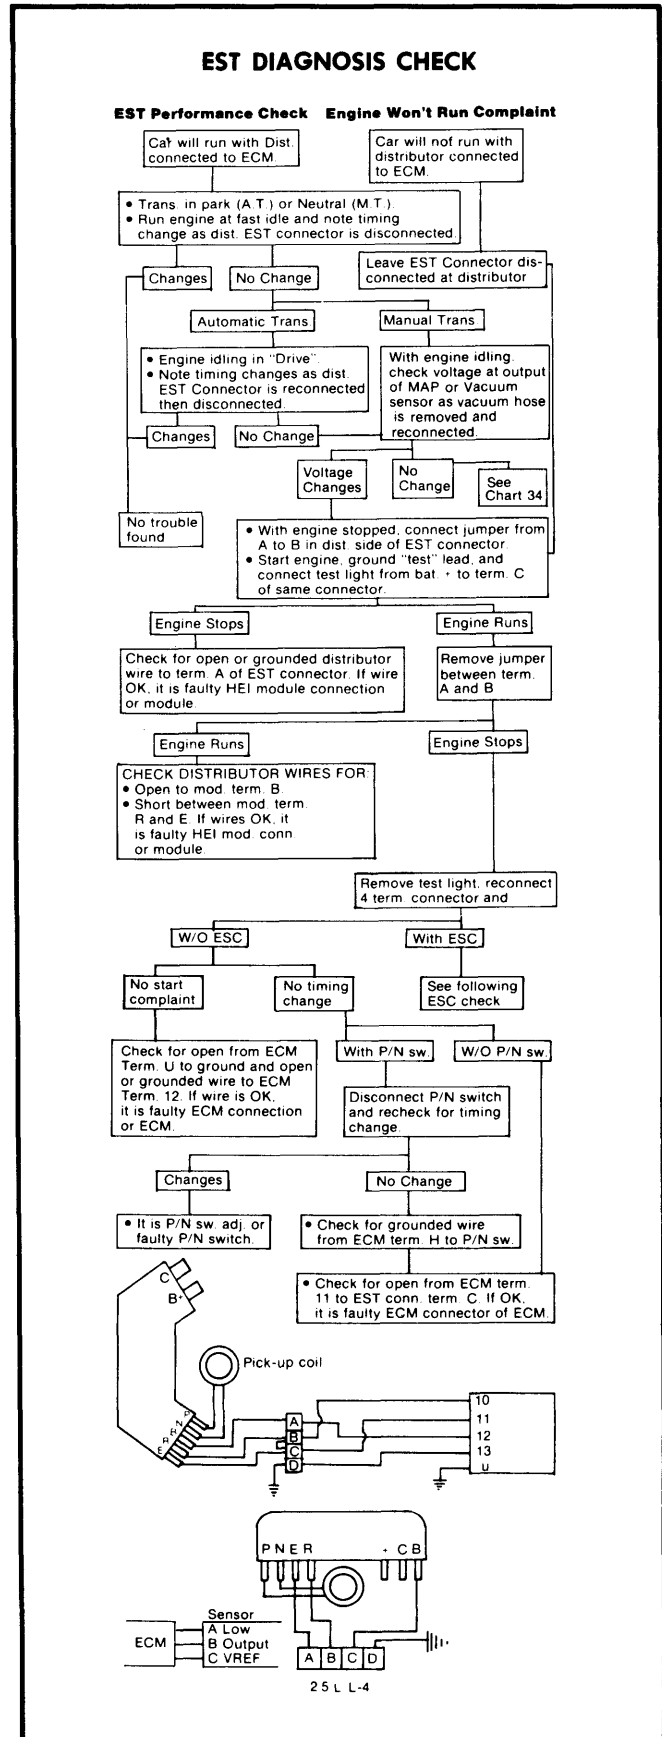 EST DIAGNOSIS CHECK
EST Performance Check
Engine Won't Run Complaint
Car will run with Dist.
connected to ECM.
Car will not run with
distributor connected
to ECM.
• Trans. in park (A.T.) or Neutral (M.T.).
• Run engine at fast idle and note timing
change as dist. EST connector is disconnected.
Changes
No Change
Leave EST Connector dis-
connected at distributor
Automatic Trans.
Manual Trans.
• Engine idling in "Drive".
• Note timing changes as dist.
EST Connector is reconnected
then disconnected.
With engine idling.
check voltage at output
of MAP or Vacuum
sensor as vacuum hose
is removed and
reconnected.
Changes
No Change
Voltage
Changes
No
Change
See
Chart 34
No trouble
found
• With engine stopped, connect jumper from
A to B in dist. side of EST connector.
• Start engine, ground "test" lead, and
connect test light from bat. + to term. C
of same connector.
Engine Stops
Engine Runs
Check for open or grounded distributor
wire to term. A of EST connector. If wire
OK, it is faulty HEI module connection
or module.
Remove jumper
between term.
A and B
Engine Runs
Engine Stops
CHECK DISTRIBUTOR WIRES FOR:
• Open to mod. term. B.
• Short between mod. term.
R and E. If wires OK, it
is faulty HEI mod. conn.
or module.
Remove test light, reconnect
4 term. connector and
W/O ESC
With ESC
No start
complaint
No timing
change
See following
ESC check
Check for open from ECM
Term. U to ground and open
or grounded wire to ECM
Term. 12. If wire is OK,
it is faulty ECM connection
or ECM.
With P/N sw.
W/O P/N sw.
Disconnect P/N switch
and recheck for timing
change.
Changes
No Change
• It is P/N sw. adj. or
faulty P/N switch.
• Check for grounded wire
from ECM term. H to P/N sw.
• Check for open from ECM term.
11 to EST conn. term. C. If OK,
it is faulty ECM connector of ECM.
C
B+
Pick-up coil
P
N
B
R
E
A
B
C
D
10
11
12
13
U
P N E R
+ C B
Sensor
ECM
A Low
B Output
C VREF
A B C D
2 5 L L-4